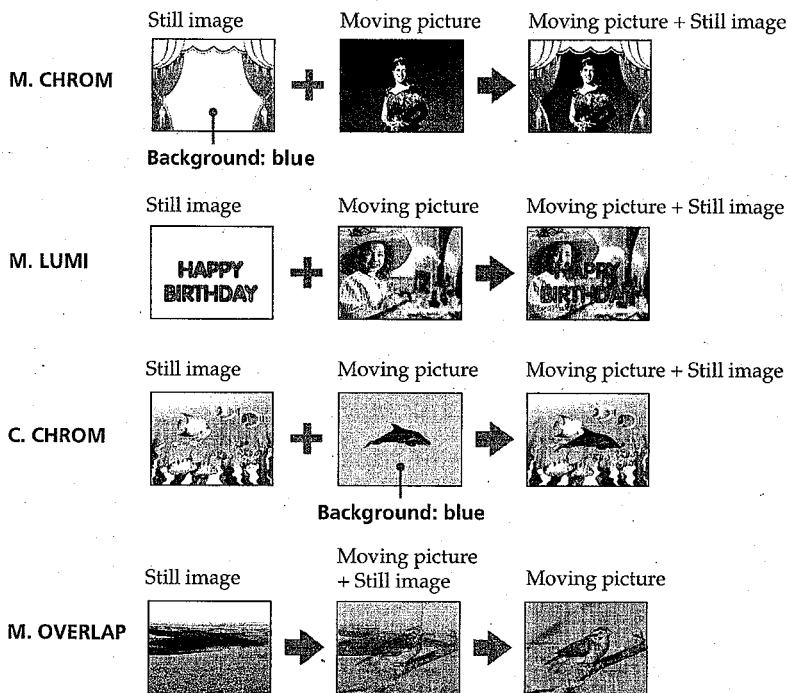 Still image
Moving picture
Moving picture + Still image
M. CHROM
Background: blue
Still image
Moving picture
Moving picture + Still image
M. LUMI
HAPPY
BIRTHDAY
HAPPY
BIRTHDAY
Still image
Moving picture
Moving picture + Still image
C. CHROM
Background: blue
Still image
Moving picture
+ Still image
Moving picture
M. OVERLAP